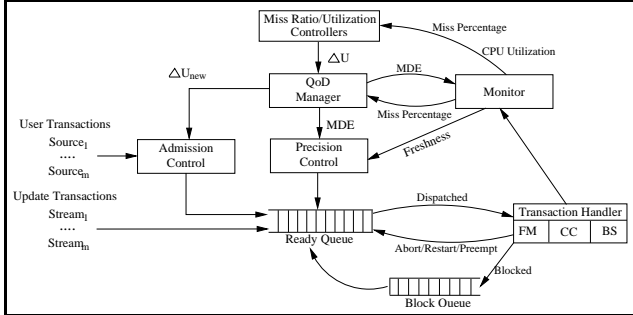 Miss Ratio/Utilization
Controllers
Miss Percentage
CPU Utilization
△U
△U new
MDE
QoD
Manager
Monitor
Miss Percentage
MDE
User Transactions
Source1
....
Sourcem
Admission
Control
Precision
Control
Freshness
Update Transactions
Stream1
....
Streamm
Dispatched
Ready Queue
Transaction Handler
FM CC BS
Abort/Restart/Preempt
Blocked
Block Queue